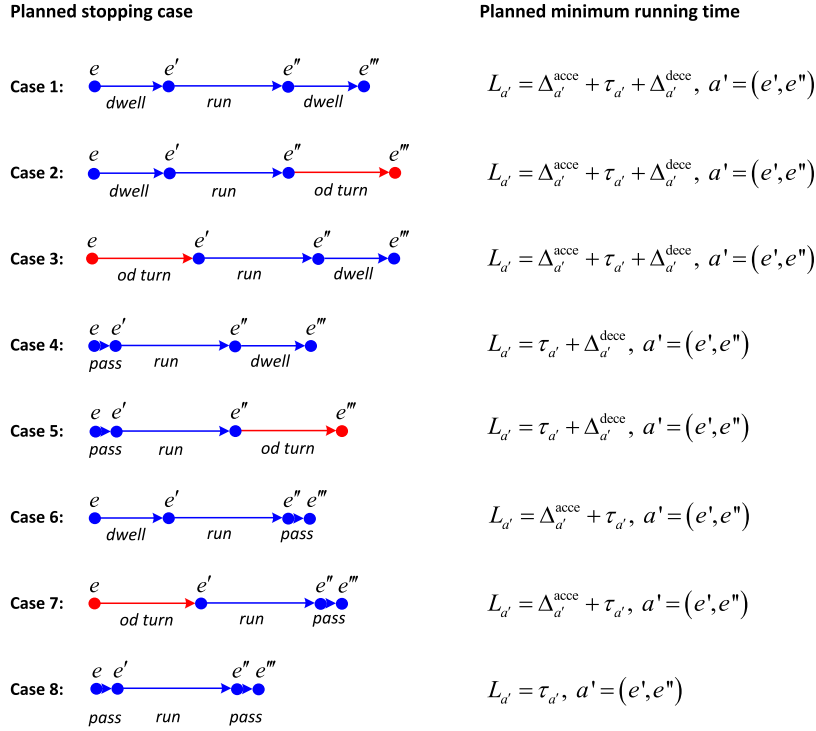 Planned stopping case Planned minimum running time
e e′ e″ e‴
Case 1: L_{a′} = Δ_{a′}^{acce} + τ_{a′} + Δ_{a′}^{dece}, a' = (e', e")
dwell run dwell
e e′ e″ e‴
Case 2: L_{a′} = Δ_{a′}^{acce} + τ_{a′} + Δ_{a′}^{dece}, a' = (e', e")
dwell run od turn
e e′ e″ e‴
Case 3: L_{a′} = Δ_{a′}^{acce} + τ_{a′} + Δ_{a′}^{dece}, a' = (e', e")
od turn run dwell
e e′ e″ e‴
Case 4: L_{a′} = τ_{a′} + Δ_{a′}^{dece}, a' = (e', e")
pass run dwell
e e′ e″ e‴
Case 5: L_{a′} = τ_{a′} + Δ_{a′}^{dece}, a' = (e', e")
pass run od turn
e e′ e″ e‴
Case 6: L_{a′} = Δ_{a′}^{acce} + τ_{a′}, a' = (e', e")
dwell run pass
e e′ e″ e‴
Case 7: L_{a′} = Δ_{a′}^{acce} + τ_{a′}, a' = (e', e")
od turn run pass
e e′ e″ e‴
Case 8: L_{a′} = τ_{a′}, a' = (e', e")
pass run pass